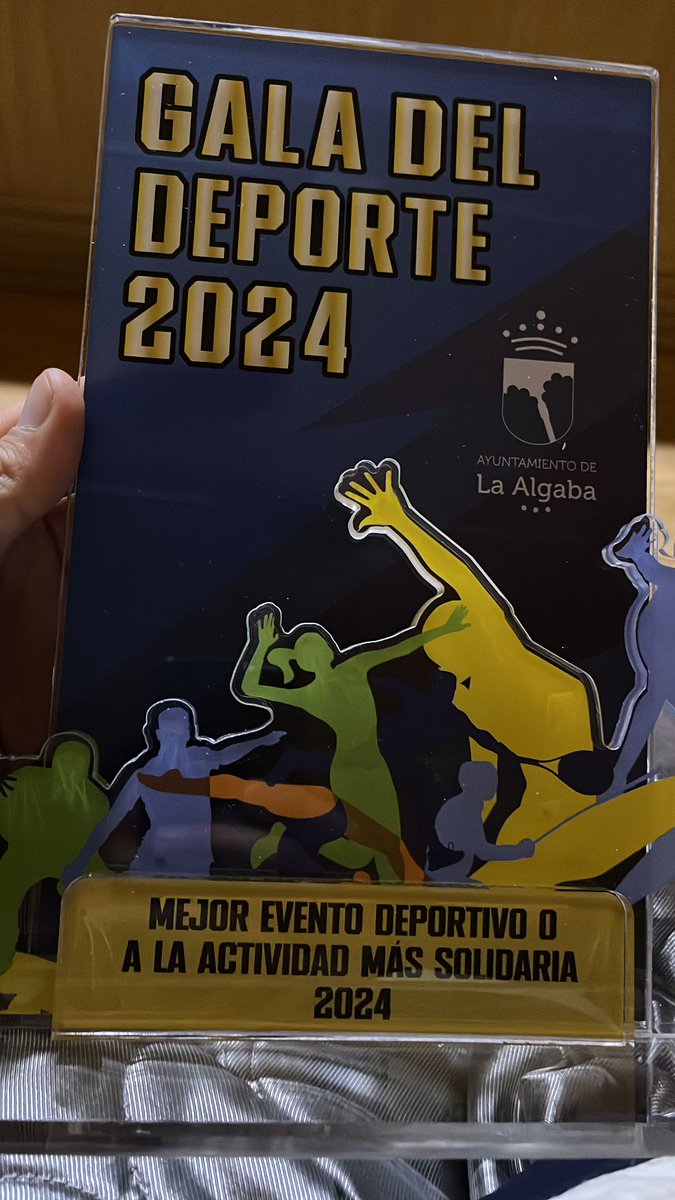 GALA DEL
DEPORTE
2024
AYUNTAMIENTO DE
La Algaba
MEJOR EVENTO DEPORTIVO O
A LA ACTIVIDAD MÁS SOLIDARIA
2024